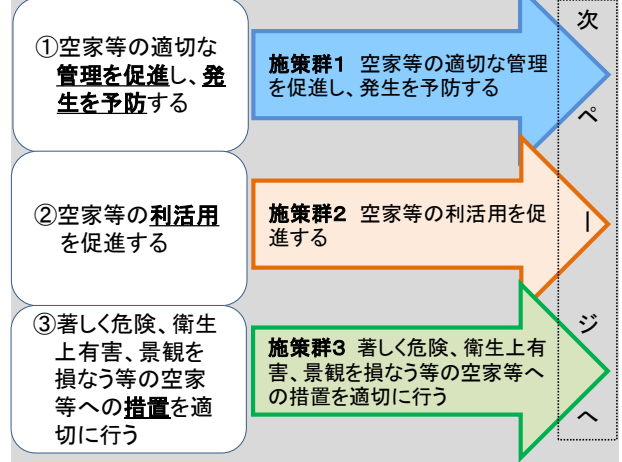 ①空家等の適切な
管理を促進し、発
生を予防する
施策群1 空家等の適切な管理
を促進し、発生を予防する
②空家等の利活用
を促進する
施策群2 空家等の利活用を促
進する
③著しく危険、衛生
上有害、景観を
損なう等の空家
等への措置を適
切に行う
施策群3 著しく危険、衛生上有
害、景観を損なう等の空家等へ
の措置を適切に行う
次ページへ